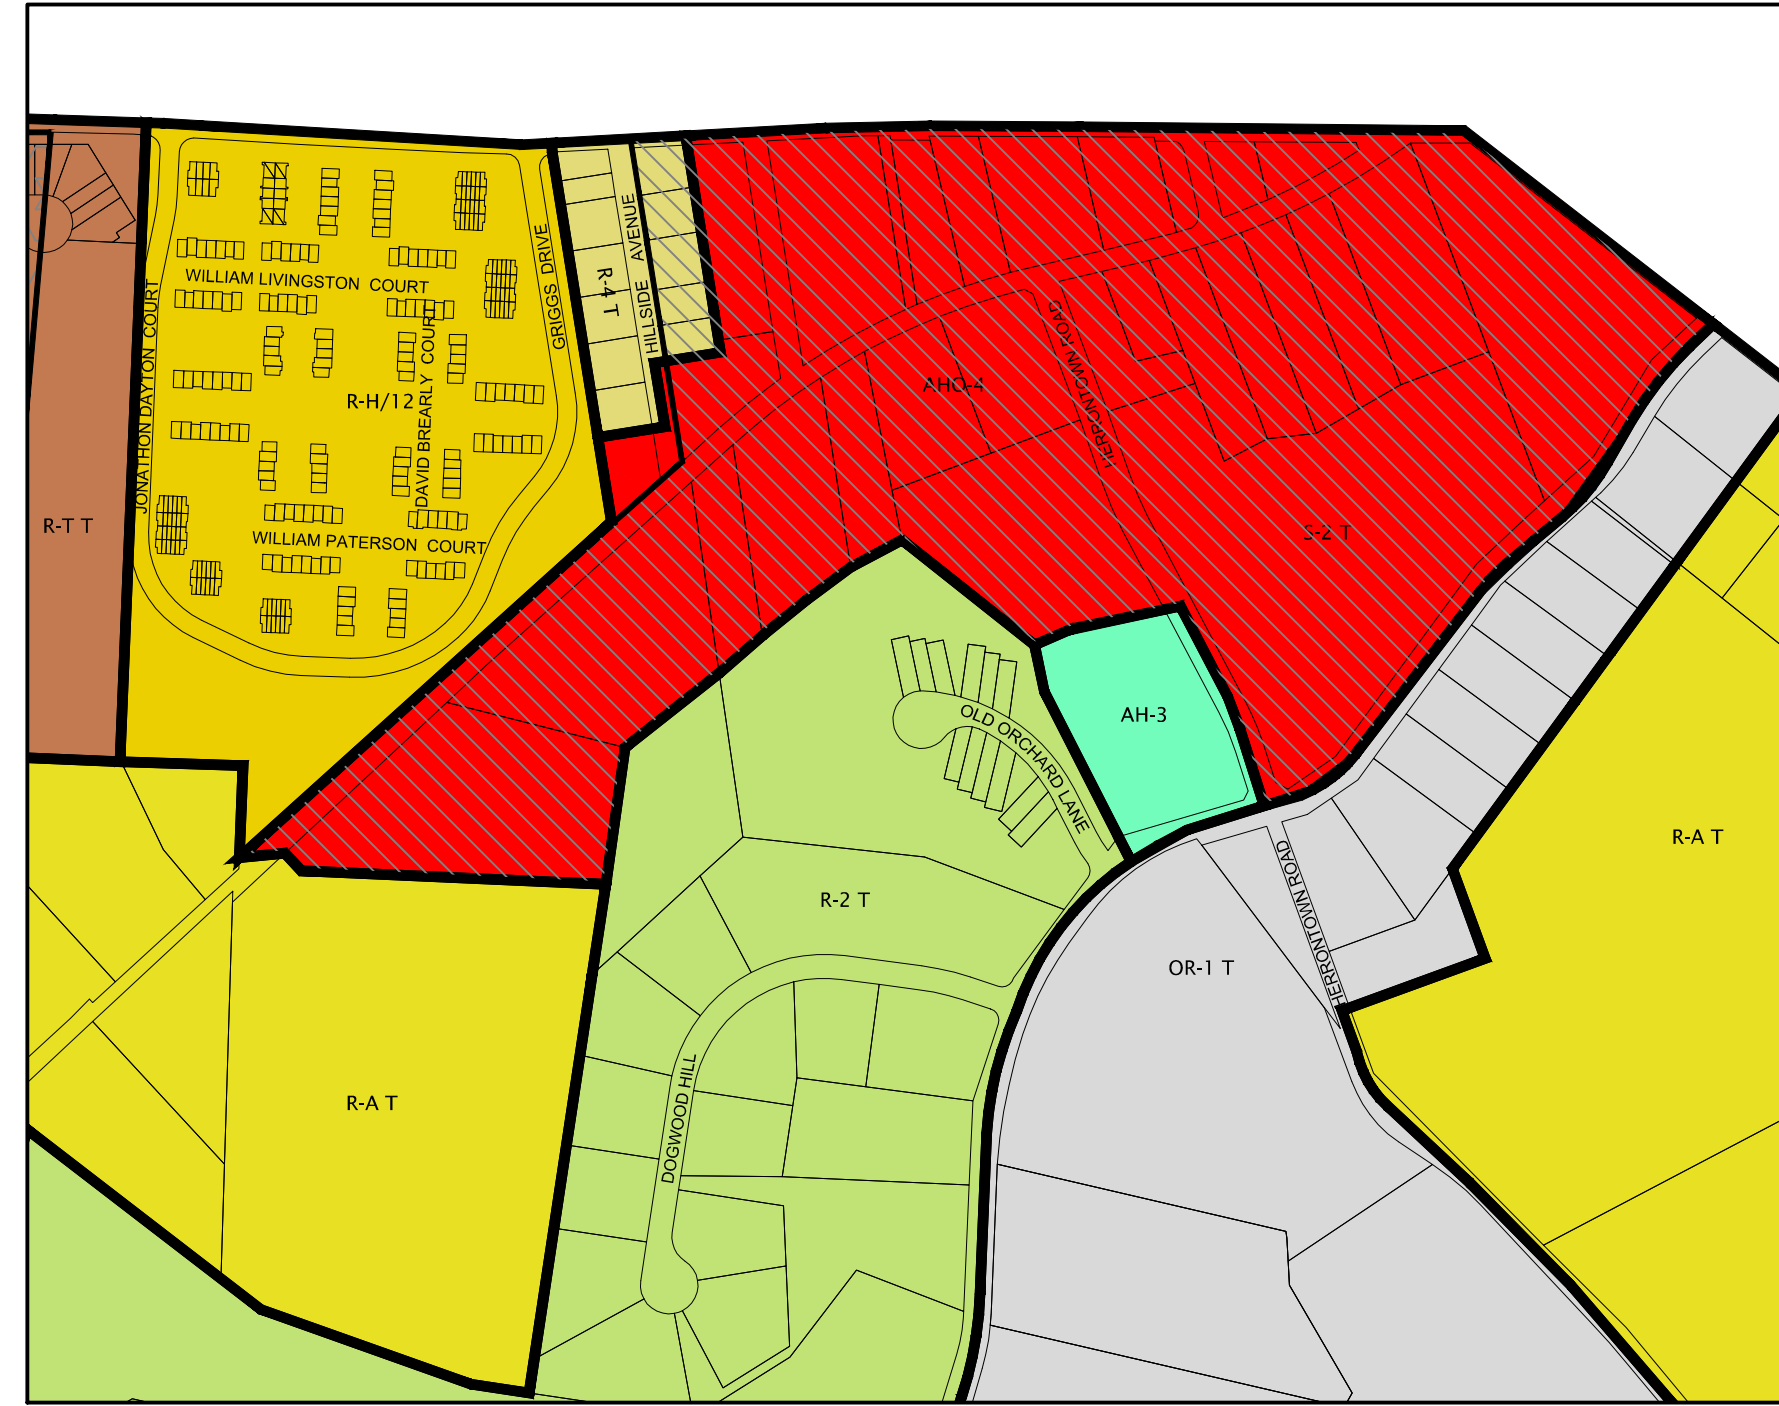 WILLIAM LIVINGSTON COURT
JONATHON DAYTON COURT
GRIGGS DRIVE
R-4 T
HILLSIDE AVENUE
DAVID BREARLY COURT
R-H/12
AHO-4
HERRONTOWN ROAD
R-T T
WILLIAM PATERSON COURT
S-2 T
OLD ORCHARD LANE
AH-3
R-A T
HERRONTOWN ROAD
R-2 T
OR-1 T
R-A T
DOGWOOD HILL